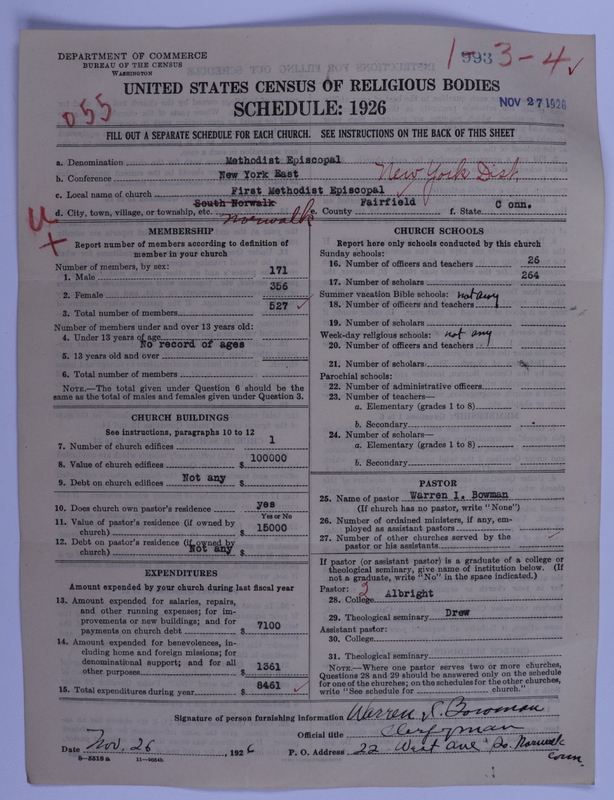 DEPARTMENT OF COMMERCE
BUREAU OF THE CENSUS
WASHINGTON
993
1-3-4 ✓
UNITED STATES CENSUS OF RELIGIOUS BODIES
SCHEDULE: 1926
NOV 27 1926
055
FILL OUT A SEPARATE SCHEDULE FOR EACH CHURCH. SEE INSTRUCTIONS ON THE BACK OF THIS SHEET
a. Denomination Methodist Episcopal
b. Conference New York East New York Dist
c. Local name of church First Methodist Episcopal
d. City, town, village, or township, etc. South Norwalk Norwalk e. County Fairfield f. State C onn.
MEMBERSHIP
Report number of members according to definition of
member in your church
Number of members, by sex:
1. Male 171
2. Female 356
3. Total number of members 527 ✓
Number of members under and over 13 years old:
4. Under 13 years of age
No record of ages
5. 13 years old and over
6. Total number of members
NOTE.—The total given under Question 6 should be the
same as the total of males and females given under Question 3.
CHURCH BUILDINGS
See instructions, paragraphs 10 to 12
7. Number of church edifices 1
8. Value of church edifices $ 100000
9. Debt on church edifices Not any $
10. Does church own pastor's residence yes
Yes or No
11. Value of pastor's residence (if owned by
church) $ 15000
12. Debt on pastor's residence (if owned by
church) Not any $
EXPENDITURES
Amount expended by your church during last fiscal year
13. Amount expended for salaries, repairs,
and other running expenses; for im-
provements or new buildings; and for
payments on church debt $ 7100
14. Amount expended for benevolences, in-
cluding home and foreign missions; for
denominational support; and for all
other purposes $ 1361
15. Total expenditures during year $ 8461 ✓
CHURCH SCHOOLS
Report here only schools conducted by this church
Sunday schools:
16. Number of officers and teachers 26
17. Number of scholars 264
Summer vacation Bible schools: not any
18. Number of officers and teachers
19. Number of scholars
Week-day religious schools: not any
20. Number of officers and teachers
21. Number of scholars
Parochial schools:
22. Number of administrative officers
23. Number of teachers—
a. Elementary (grades 1 to 8)
b. Secondary
24. Number of scholars—
a. Elementary (grades 1 to 8)
b. Secondary
PASTOR
25. Name of pastor Warren I. Bowman
(If church has no pastor, write "None")
26. Number of ordained ministers, if any, em-
ployed as assistant pastors
27. Number of other churches served by the
pastor or his assistants
If pastor (or assistant pastor) is a graduate of a college or
theological seminary, give name of institution below. (If
not a graduate, write "No" in the space indicated.)
Pastor:
28. College Albright
29. Theological seminary Drew
Assistant pastor:
30. College
31. Theological seminary
NOTE.—Where one pastor serves two or more churches,
Questions 28 and 29 should be answered only on the schedule
for one of the churches; on the schedules for the other churches,
write "See schedule for church."
Signature of person furnishing information Warren I. Bowman
Official title Clergyman
Date Nov. 26 , 1926 P. O. Address 22 West Ave So. Norwalk
Conn.
8-5515a